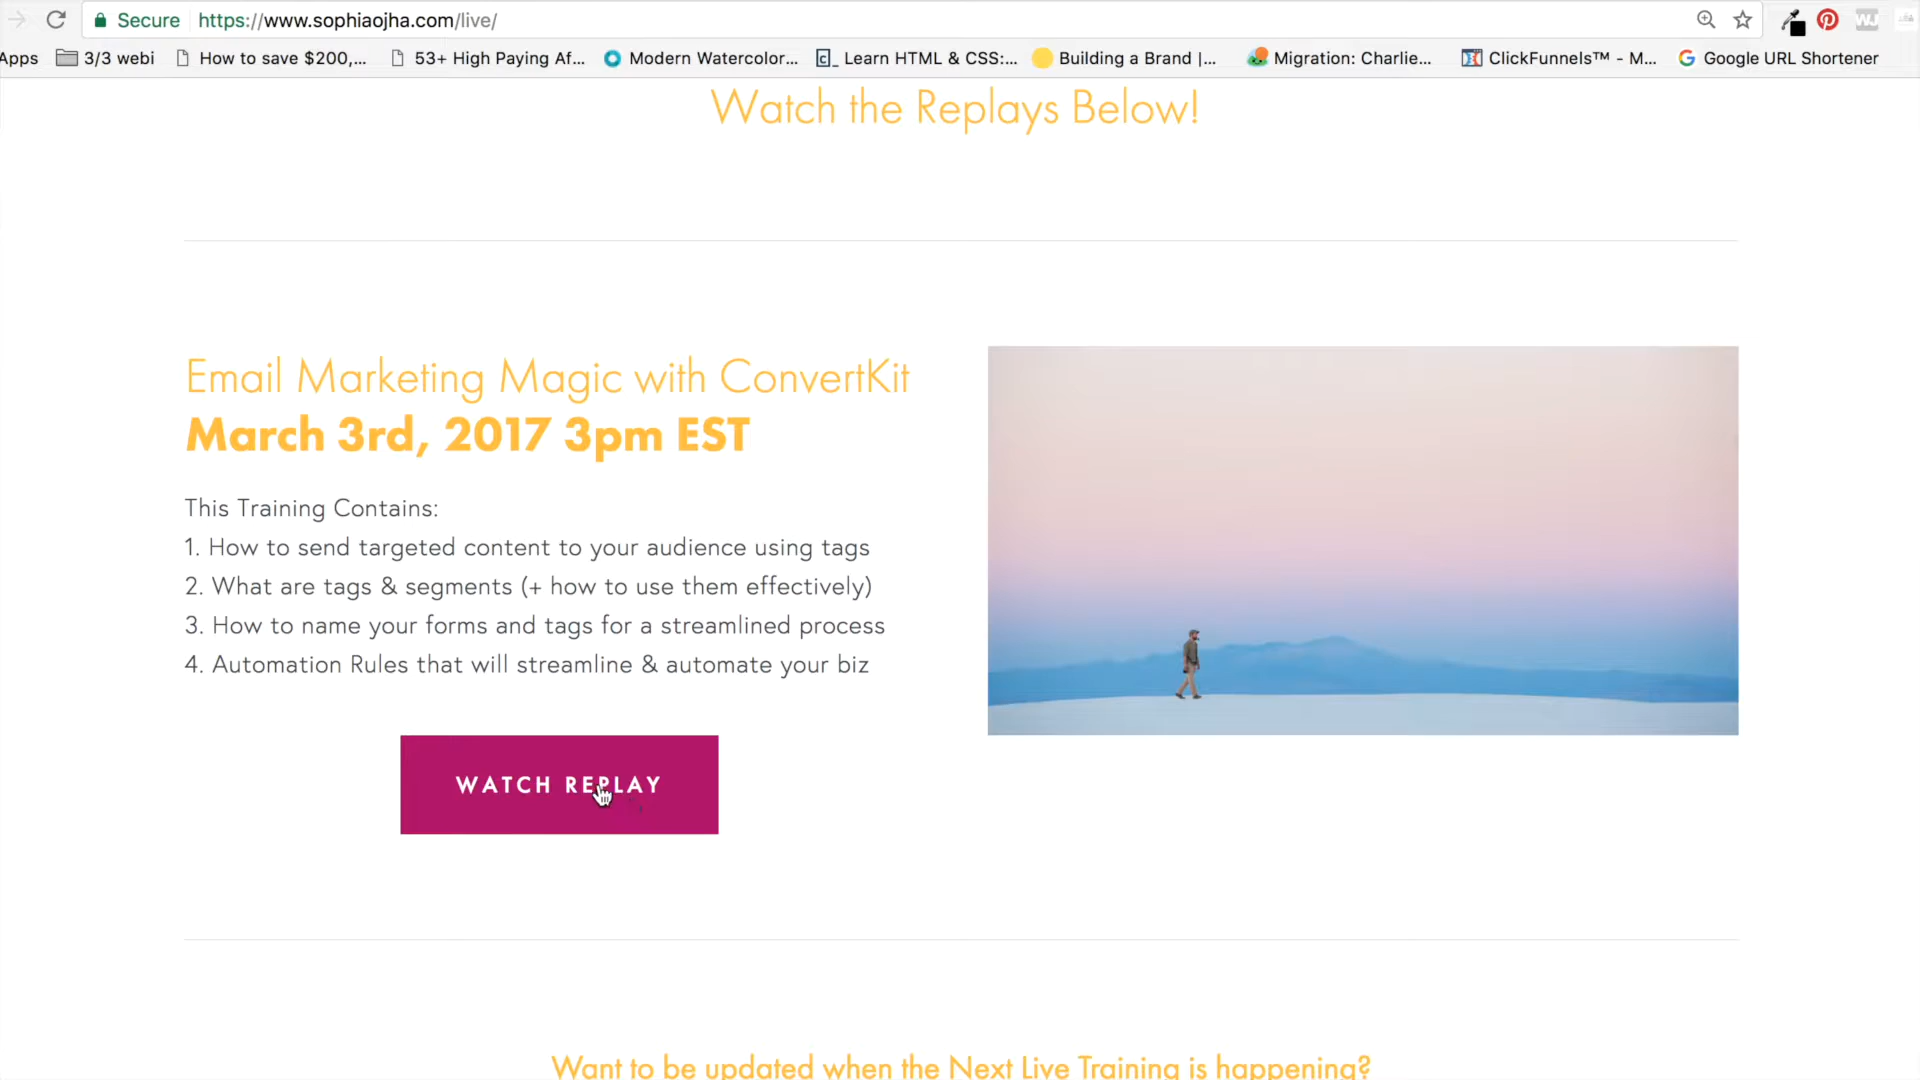 Secure https://www.sophiaojha.com/live/
Apps 3/3 webi How to save $200,... 53+ High Paying Af... Modern Watercolor... Learn HTML & CSS:... Building a Brand |... Migration: Charlie... ClickFunnels™ - M... Google URL Shortener
Watch the Replays Below!
Email Marketing Magic with ConvertKit
March 3rd, 2017 3pm EST
This Training Contains:
1. How to send targeted content to your audience using tags
2. What are tags & segments (+ how to use them effectively)
3. How to name your forms and tags for a streamlined process
4. Automation Rules that will streamline & automate your biz
WATCH REPLAY
Want to be updated when the Next Live Training is happening?